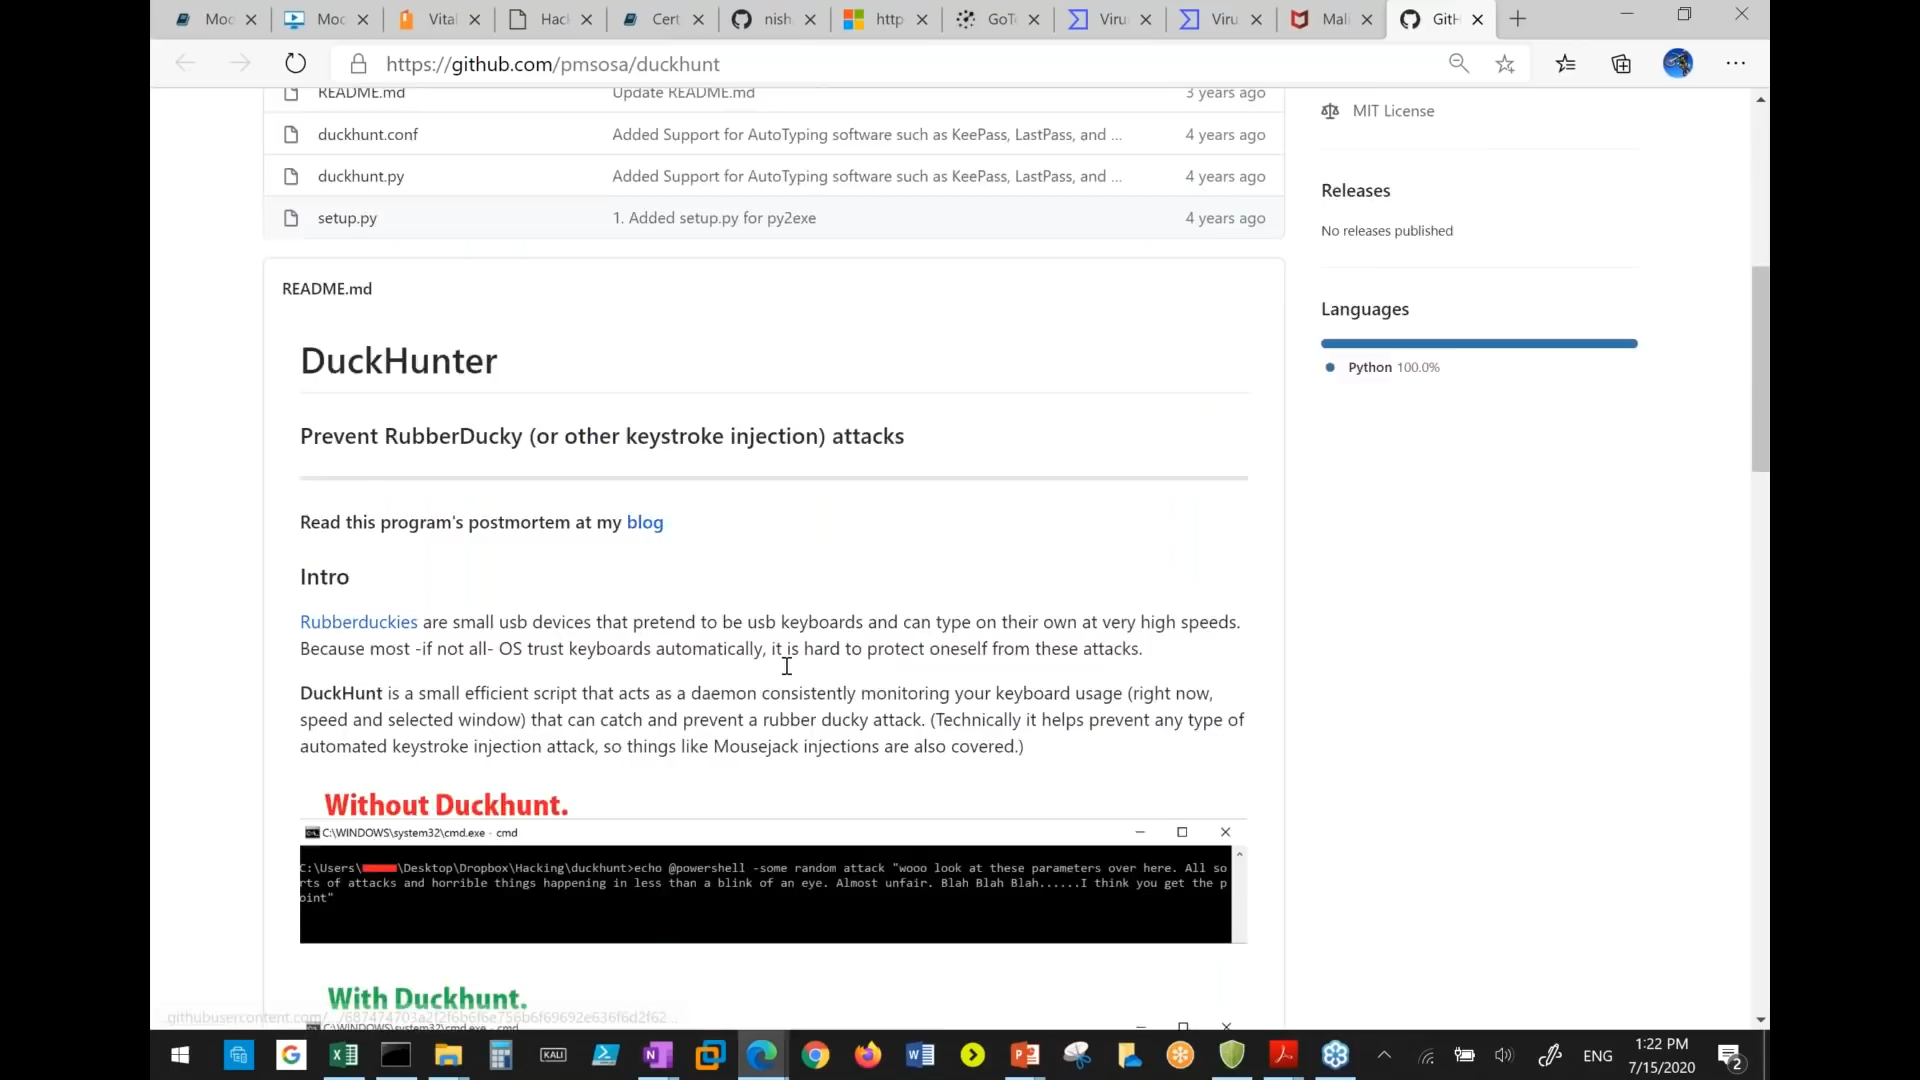 Moc
Moc
Vital
Hacl
Cert
nish
http
GoTo
Viru
Viru
Mali
GitH
https://github.com/pmsosa/duckhunt
README.md Update README.md 3 years ago
duckhunt.conf Added Support for AutoTyping software such as KeePass, LastPass, and ... 4 years ago
duckhunt.py Added Support for AutoTyping software such as KeePass, LastPass, and ... 4 years ago
setup.py 1. Added setup.py for py2exe 4 years ago
MIT License
Releases
No releases published
Languages
Python 100.0%
README.md
DuckHunter
Prevent RubberDucky (or other keystroke injection) attacks
Read this program's postmortem at my blog
Intro
Rubberduckies are small usb devices that pretend to be usb keyboards and can type on their own at very high speeds.
Because most -if not all- OS trust keyboards automatically, it is hard to protect oneself from these attacks.
DuckHunt is a small efficient script that acts as a daemon consistently monitoring your keyboard usage (right now,
speed and selected window) that can catch and prevent a rubber ducky attack. (Technically it helps prevent any type of
automated keystroke injection attack, so things like Mousejack injections are also covered.)
Without Duckhunt.
C:\WINDOWS\system32\cmd.exe - cmd
C:\Users\ \Desktop\Dropbox\Hacking\duckhunt>echo @powershell -some random attack "wooo look at these parameters over here. All so
rts of attacks and horrible things happening in less than a blink of an eye. Almost unfair. Blah Blah Blah......I think you get the p
oint"
With Duckhunt.
C:\WINDOWS\system32\cmd.exe - cmd
KALI
ENG
1:22 PM
7/15/2020
2